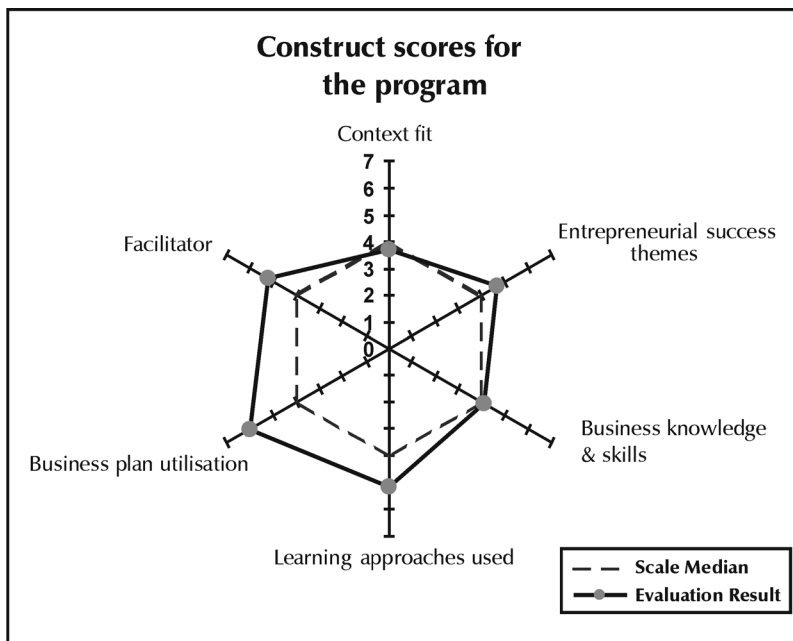 Construct scores for
the program
Context fit
7
6
5
4
3
2
1
0
Entrepreneurial success
themes
Facilitator
Business knowledge
& skills
Business plan utilisation
Learning approaches used
Scale Median
Evaluation Result